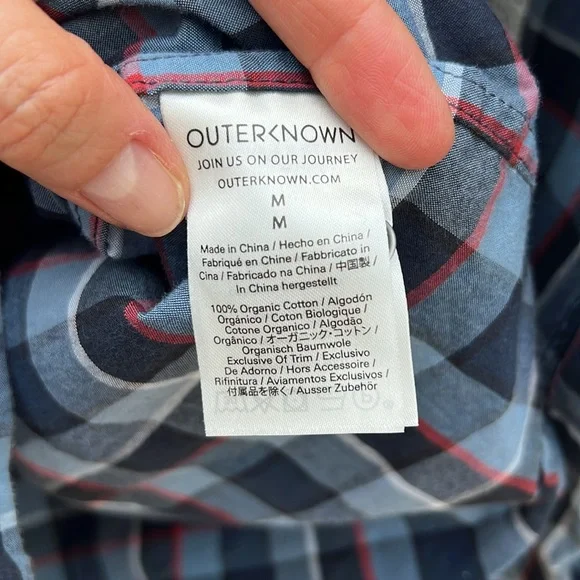 OUTERKNOWN
JOIN US ON OUR JOURNEY
OUTERKNOWN.COM
M
M
Made in China / Hecho en China /
Fabriqué en Chine / Fabbricato in
Cina / Fabricado na China / 中国製 /
In China hergestellt
100% Organic Cotton / Algodón
Orgánico / Coton Biologique /
Cotone Organico / Algodão
Orgânico / オーガニック・コットン /
Organisch Baumwole
Exclusive Of Trim / Exclusivo
De Adorno / Hors Accessoire /
Rifinitura / Aviamentos Exclusivos /
付属品を除く / Ausser Zubehör